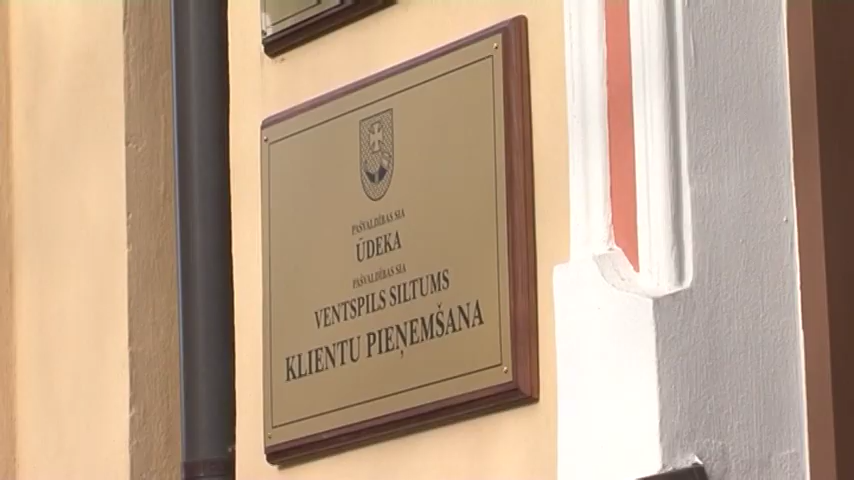 PAŠVALDĪBAS SIA
ŪDEKA
PAŠVALDĪBAS SIA
VENTSPILS SILTUMS
KLIENTU PIEŅEMŠANA